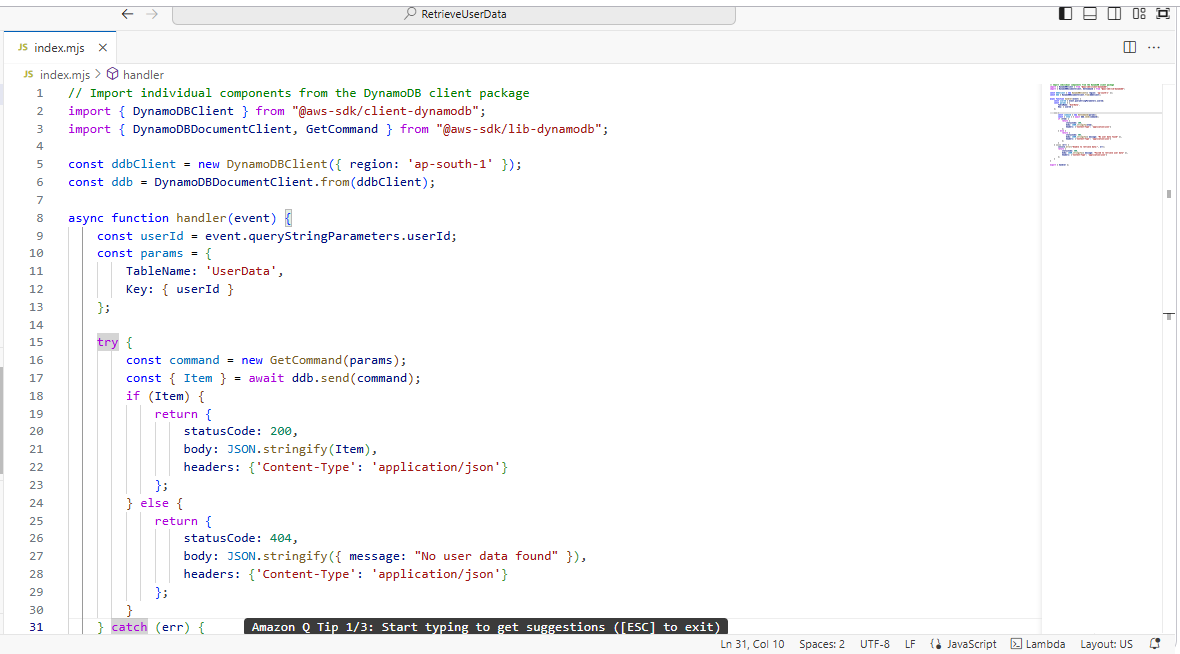 RetrieveUserData
JS index.mjs
JS index.mjs > handler
1 // Import individual components from the DynamoDB client package
2 import { DynamoDBClient } from "@aws-sdk/client-dynamodb";
3 import { DynamoDBDocumentClient, GetCommand } from "@aws-sdk/lib-dynamodb";
4
5 const ddbClient = new DynamoDBClient({ region: 'ap-south-1' });
6 const ddb = DynamoDBDocumentClient.from(ddbClient);
7
8 async function handler(event) {
9     const userId = event.queryStringParameters.userId;
10     const params = {
11         TableName: 'UserData',
12         Key: { userId }
13     };
14
15     try {
16         const command = new GetCommand(params);
17         const { Item } = await ddb.send(command);
18         if (Item) {
19             return {
20                 statusCode: 200,
21                 body: JSON.stringify(Item),
22                 headers: {'Content-Type': 'application/json'}
23             };
24         } else {
25             return {
26                 statusCode: 404,
27                 body: JSON.stringify({ message: "No user data found" }),
28                 headers: {'Content-Type': 'application/json'}
29             };
30         }
31     } catch (err) { Amazon Q Tip 1/3: Start typing to get suggestions ([ESC] to exit)
Ln 31, Col 10 Spaces: 2 UTF-8 LF {} JavaScript Lambda Layout: US